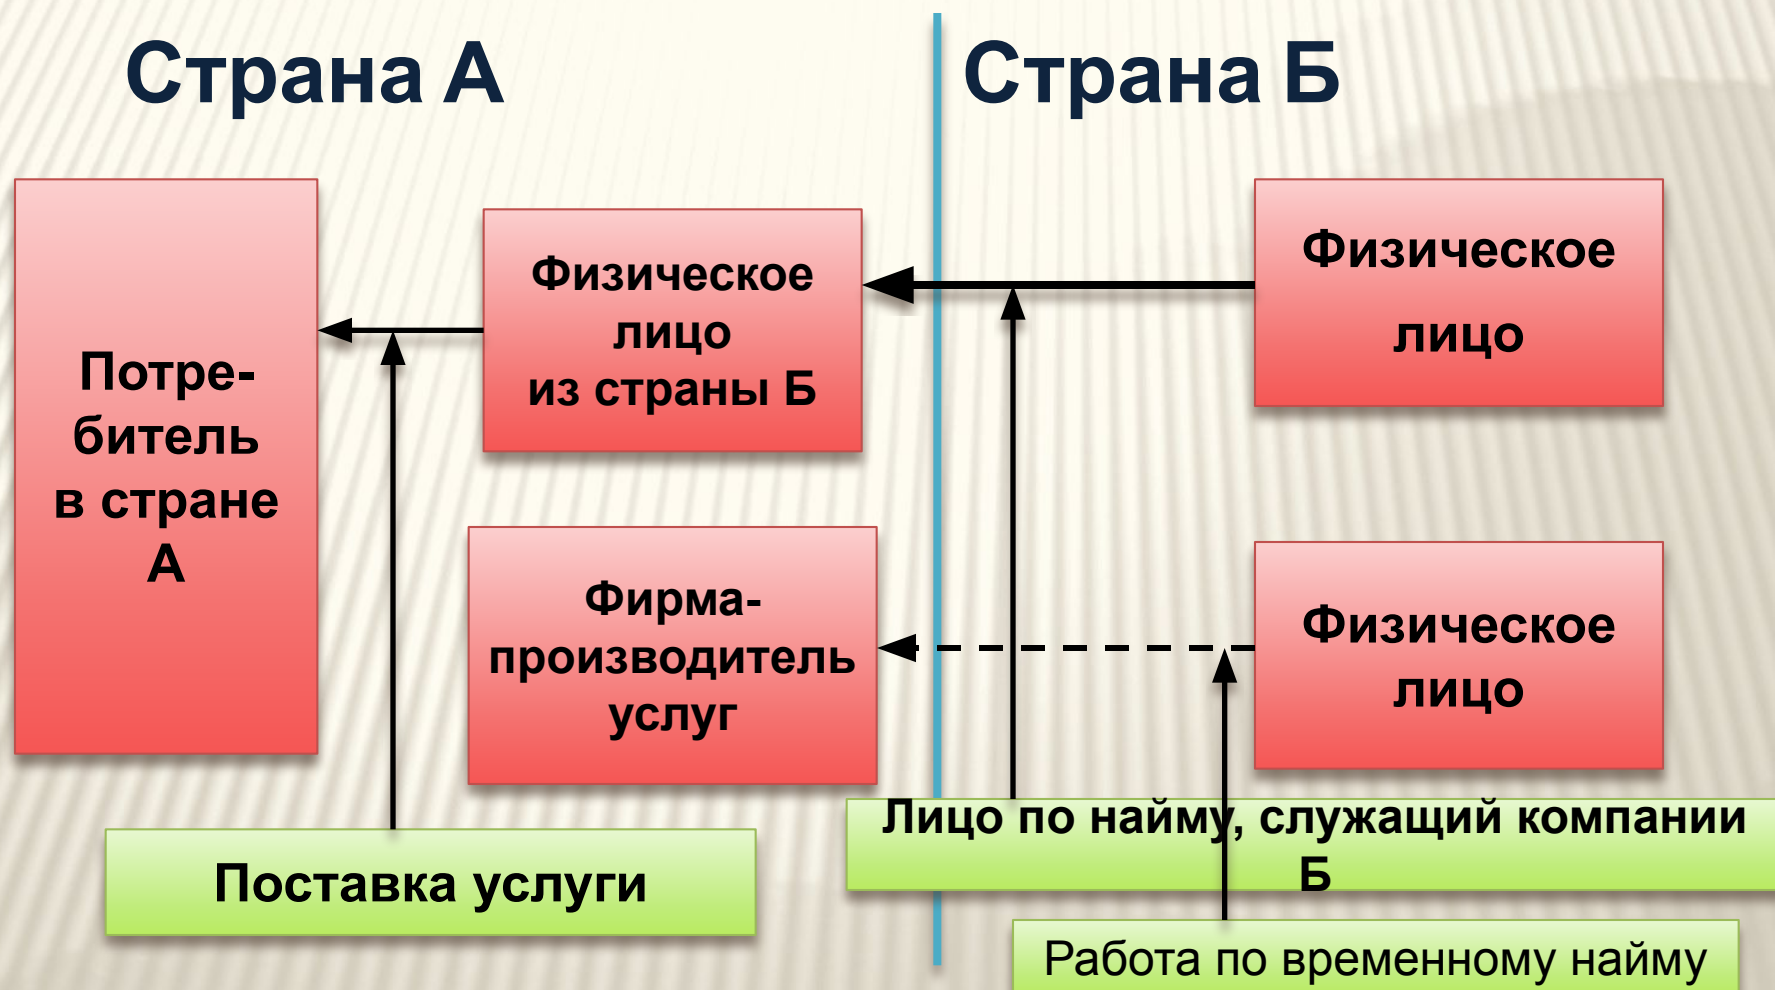 Страна А
Страна Б
Потре-
битель
в стране
А
Физическое
лицо
из страны Б
Физическое
лицо
Фирма-
производитель
услуг
Физическое
лицо
Поставка услуги
Лицо по найму, служащий компании
Б
Работа по временному найму